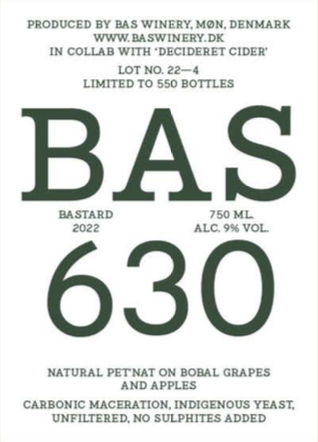 PRODUCED BY BAS WINERY, MØN, DENMARK
WWW.BASWINERY.DK
IN COLLAB WITH 'DECIDERET CIDER'
LOT NO. 22—4
LIMITED TO 550 BOTTLES
BAS
BASTARD
2022
750 ML.
ALC. 9% VOL.
630
NATURAL PET'NAT ON BOBAL GRAPES
AND APPLES
CARBONIC MACERATION, INDIGENOUS YEAST,
UNFILTERED, NO SULPHITES ADDED